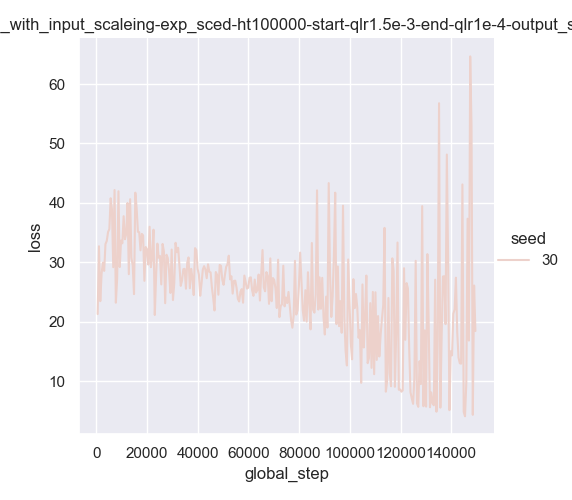 _with_input_scaleing-exp_sced-ht100000-start-qlr1.5e-3-end-qlr1e-4-output_s
60
50
40
30
20
10
loss
seed
30
0 20000 40000 60000 80000 100000 120000 140000
global_step